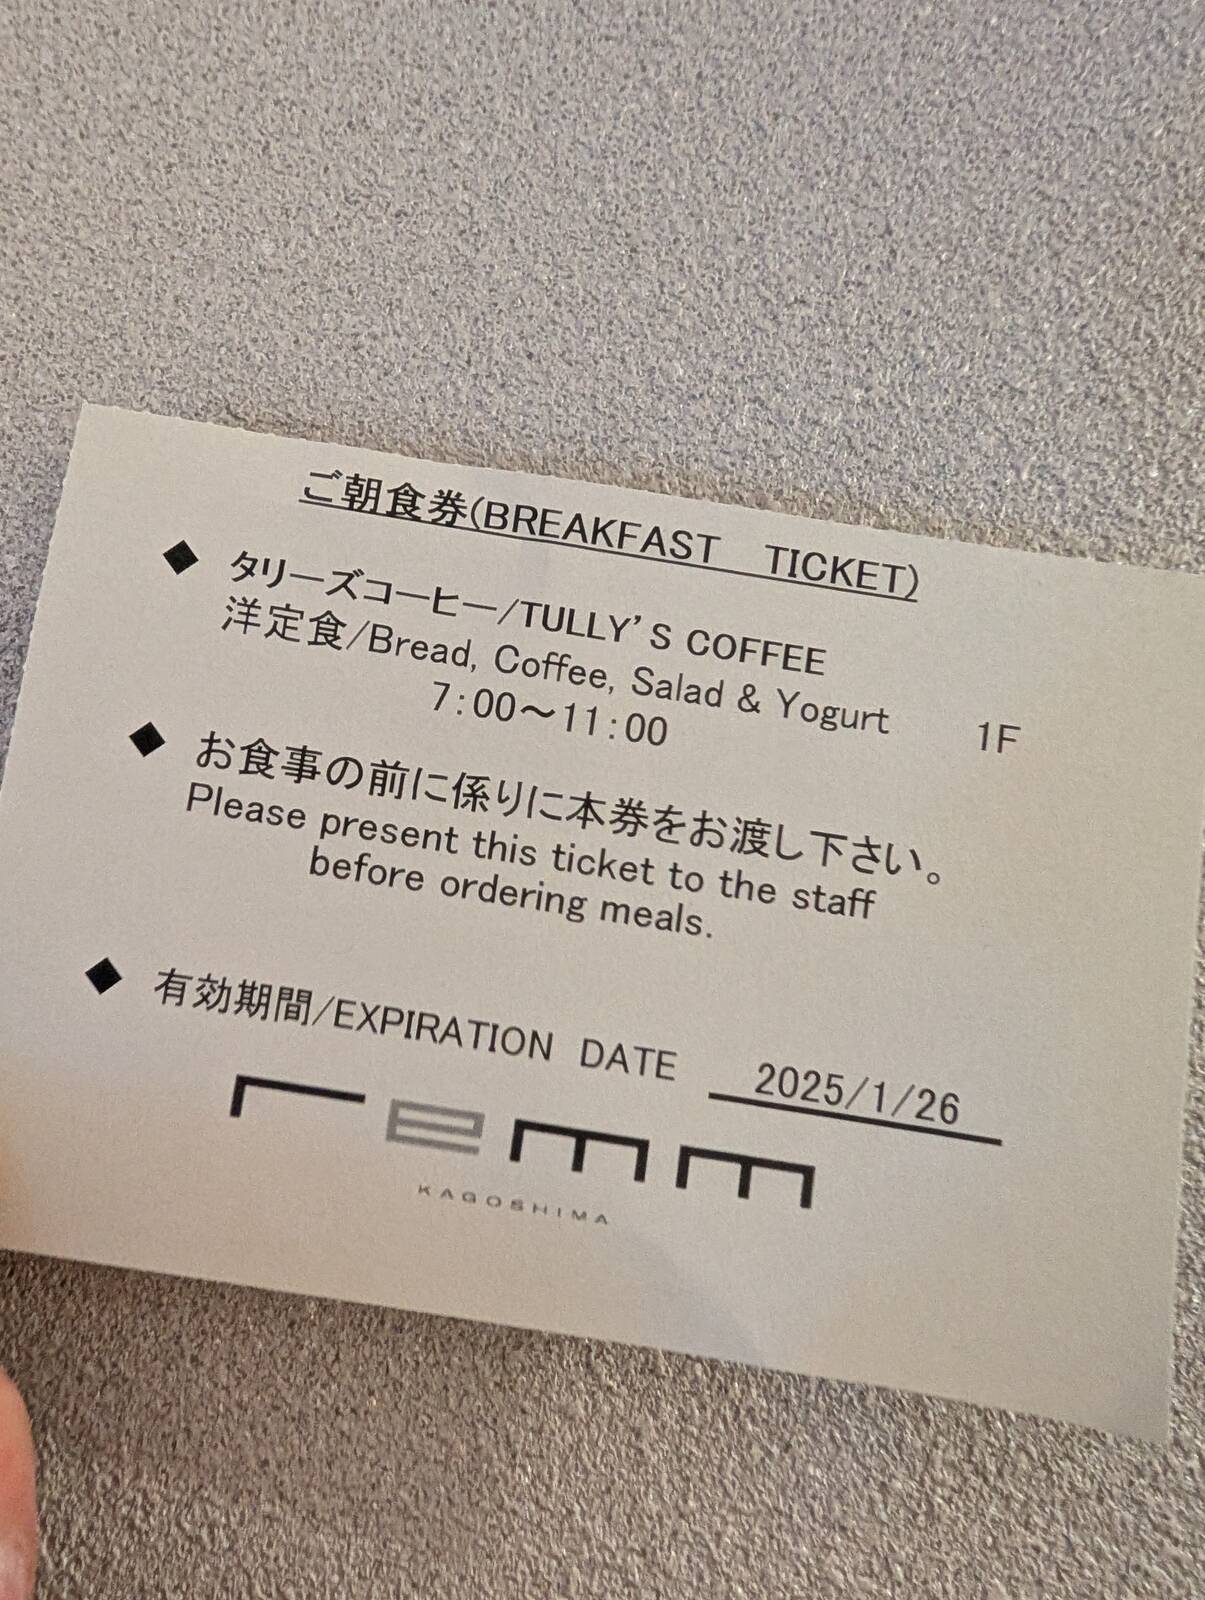 ご朝食券(BREAKFAST TICKET)
◆ タリーズコーヒー/TULLY'S COFFEE
洋定食/Bread, Coffee, Salad & Yogurt 1F
7:00～11:00
◆ お食事の前に係りに本券をお渡し下さい。
Please present this ticket to the staff
before ordering meals.
◆ 有効期間/EXPIRATION DATE 2025/1/26
remm
KAGOSHIMA